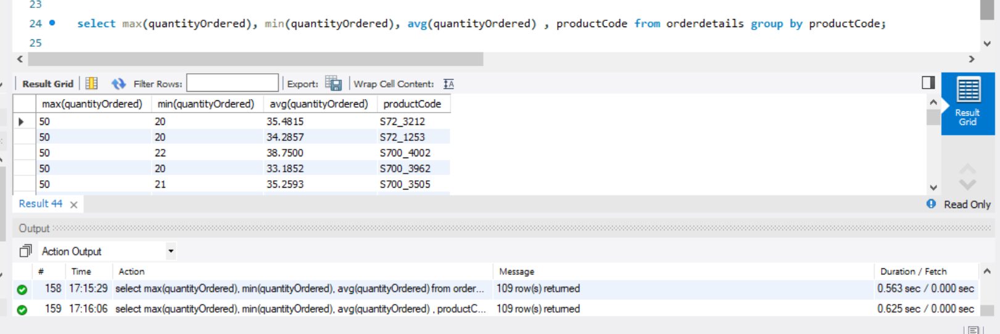 23
24 select max(quantityOrdered), min(quantityOrdered), avg(quantityOrdered) , productCode from orderdetails group by productCode;
25
Result Grid Filter Rows: Export: Wrap Cell Content:
Result Grid
max(quantityOrdered) min(quantityOrdered) avg(quantityOrdered) productCode
50 20 35.4815 S72_3212
50 20 34.2857 S72_1253
50 22 38.7500 S700_4002
50 20 33.1852 S700_3962
50 21 35.2593 S700_3505
Result 44 Read Only
Output
Action Output
# Time Action Message Duration / Fetch
158 17:15:29 select max(quantityOrdered), min(quantityOrdered), avg(quantityOrdered) from order... 109 row(s) returned 0.563 sec / 0.000 sec
159 17:16:06 select max(quantityOrdered), min(quantityOrdered), avg(quantityOrdered) , productC... 109 row(s) returned 0.625 sec / 0.000 sec